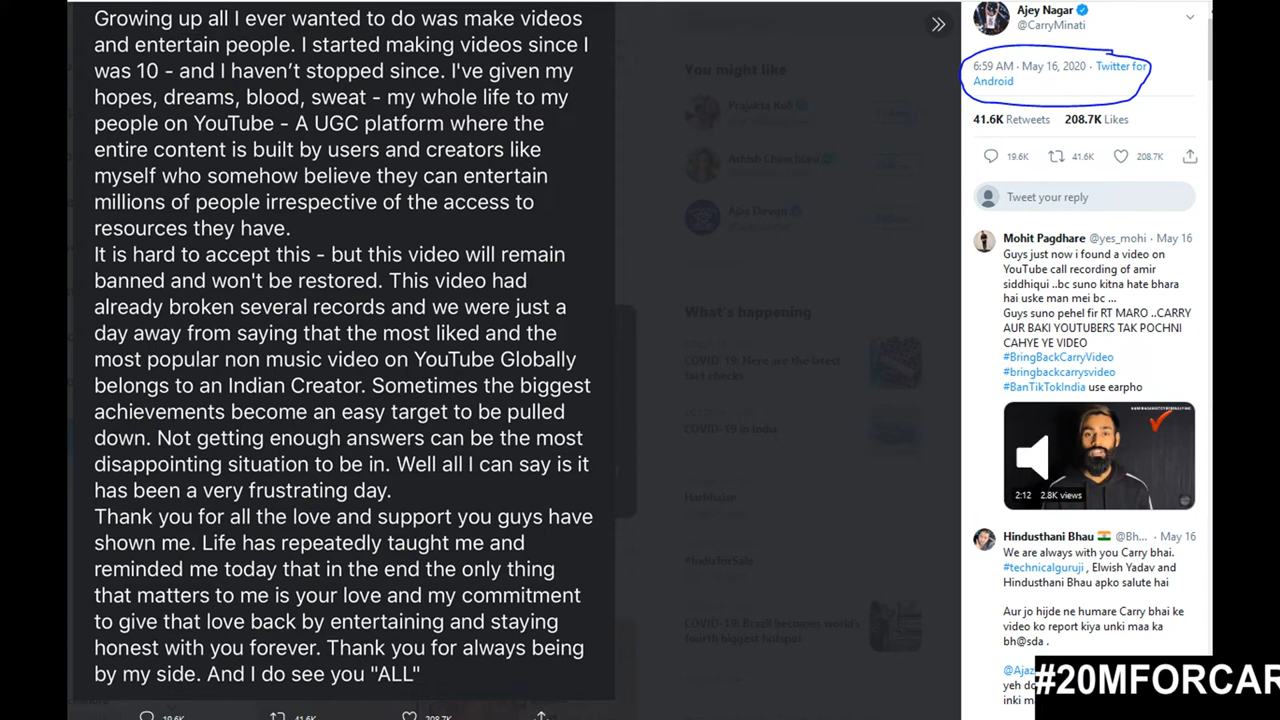 Growing up all I ever wanted to do was make videos
and entertain people. I started making videos since I
was 10 - and I haven’t stopped since. I've given my
hopes, dreams, blood, sweat - my whole life to my
people on YouTube - A UGC platform where the
entire content is built by users and creators like
myself who somehow believe they can entertain
millions of people irrespective of the access to
resources they have.
It is hard to accept this - but this video will remain
banned and won't be restored. This video had
already broken several records and we were just a
day away from saying that the most liked and the
most popular non music video on YouTube Globally
belongs to an Indian Creator. Sometimes the biggest
achievements become an easy target to be pulled
down. Not getting enough answers can be the most
disappointing situation to be in. Well all I can say is it
has been a very frustrating day.
Thank you for all the love and support you guys have
shown me. Life has repeatedly taught me and
reminded me today that in the end the only thing
that matters to me is your love and my commitment
to give that love back by entertaining and staying
honest with you forever. Thank you for always being
by my side. And I do see you "ALL"
19.6K 41.6K 208.7K
You might like
Prajakta Koli
Ashish Chanchlani
Ajay Devgn
What's happening
COVID-19: Here are the latest
fact checks
COVID-19 in India
Harbhajan
#IndiaForSale
COVID-19: Brazil becomes world's
fourth biggest hotspot
Ajey Nagar
@CarryMinati
6:59 AM · May 16, 2020 · Twitter for
Android
41.6K Retweets 208.7K Likes
19.6K 41.6K 208.7K
Tweet your reply
Mohit Pagdhare @yes_mohi · May 16
Guys just now i found a video on
YouTube call recording of amir
siddhiqui ..bc suno kitna hate bhara
hai uske man mei bc ...
Guys suno pehel fir RT MARO ..CARRY
AUR BAKI YOUTUBERS TAK POCHNI
CAHYE YE VIDEO
#BringBackCarryVideo
#bringbackcarrysvideo
#BanTikTokIndia use earpho
2:12 2.8K views
Hindusthani Bhau @Bh... · May 16
We are always with you Carry bhai.
#technicalguruji , Elwish Yadav and
Hindusthani Bhau apko salute hai
Aur jo hijde ne humare Carry bhai ke
video ko report kiya unki maa ka
bh@sda .
@Ajaz
yeh do
inki m
#20MFORCAR